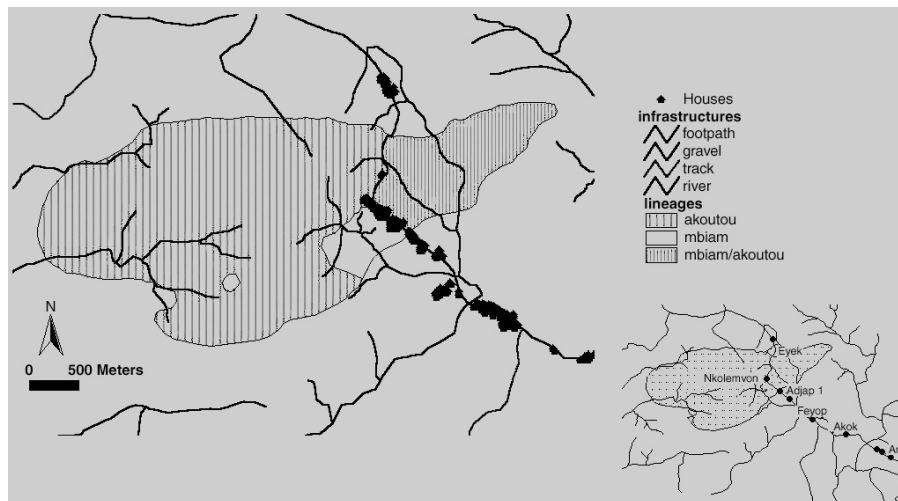 Houses
infrastructures
footpath
gravel
track
river
lineages
akoutou
mbiam
mbiam/akoutou
N
0 500 Meters
Eyek
Nkolemvon
Adjap 1
Feyop
Akok